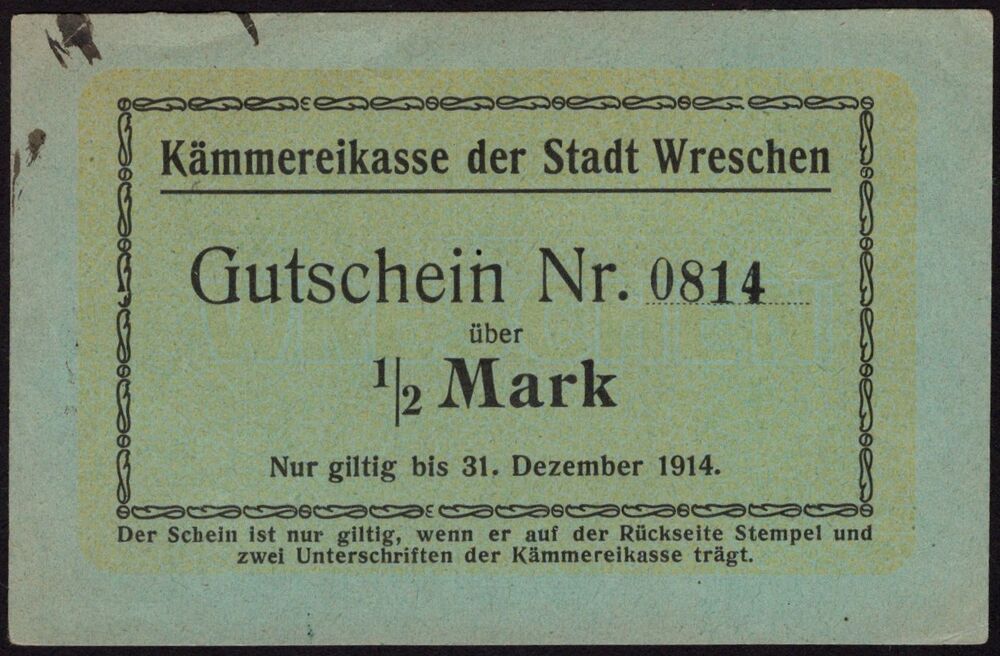 Kämmereikasse der Stadt Wreschen
Gutschein Nr. 0814
über
1/2 Mark
WRESCHEN
Nur giltig bis 31. Dezember 1914.
Der Schein ist nur giltig, wenn er auf der Rückseite Stempel und
zwei Unterschriften der Kämmereikasse trägt.